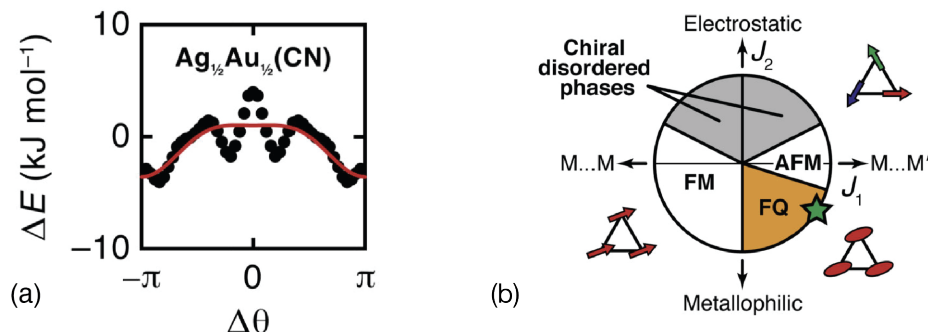 10
Ag½Au½(CN)
ΔE (kJ mol⁻¹)
0
−10
−π
0
π
Δθ
(a)
Electrostatic
J₂
Chiral
disordered
phases
M...M
AFM
M...M′
FM
J₁
FQ
Metallophilic
(b)